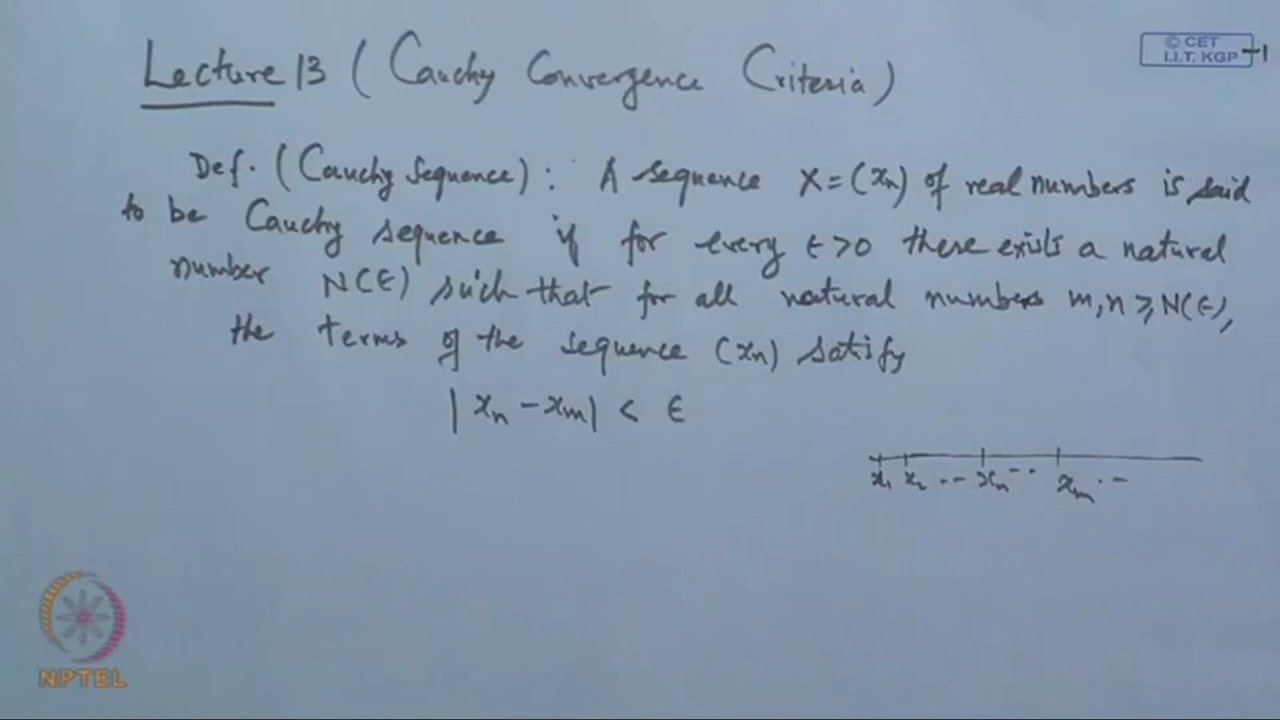 © CET
I.I.T. KGP
Lecture 13 (Cauchy Convergence Criteria)
Def. (Cauchy Sequence): A sequence X=(xn) of real numbers is said
to be Cauchy sequence if for every ϵ>0 there exists a natural
number N(ϵ) such that for all natural numbers m,n ≥ N(ϵ),
the terms of the sequence (xn) satisfy
|xn - xm| < ϵ
x1 x2 .-- xn --. xm .--
NPTEL